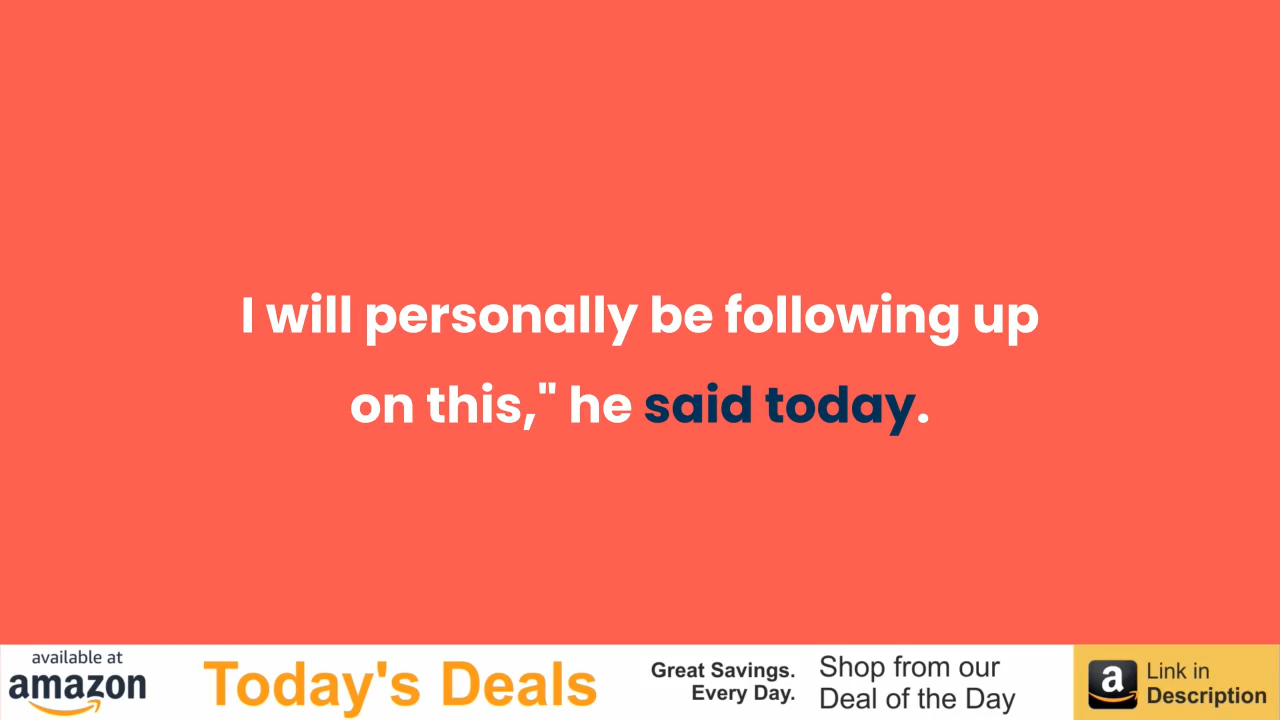 I will personally be following up
on this," he said today.
available at
amazon
Today's Deals
Great Savings.
Every Day.
Shop from our
Deal of the Day
a
Link in
Description